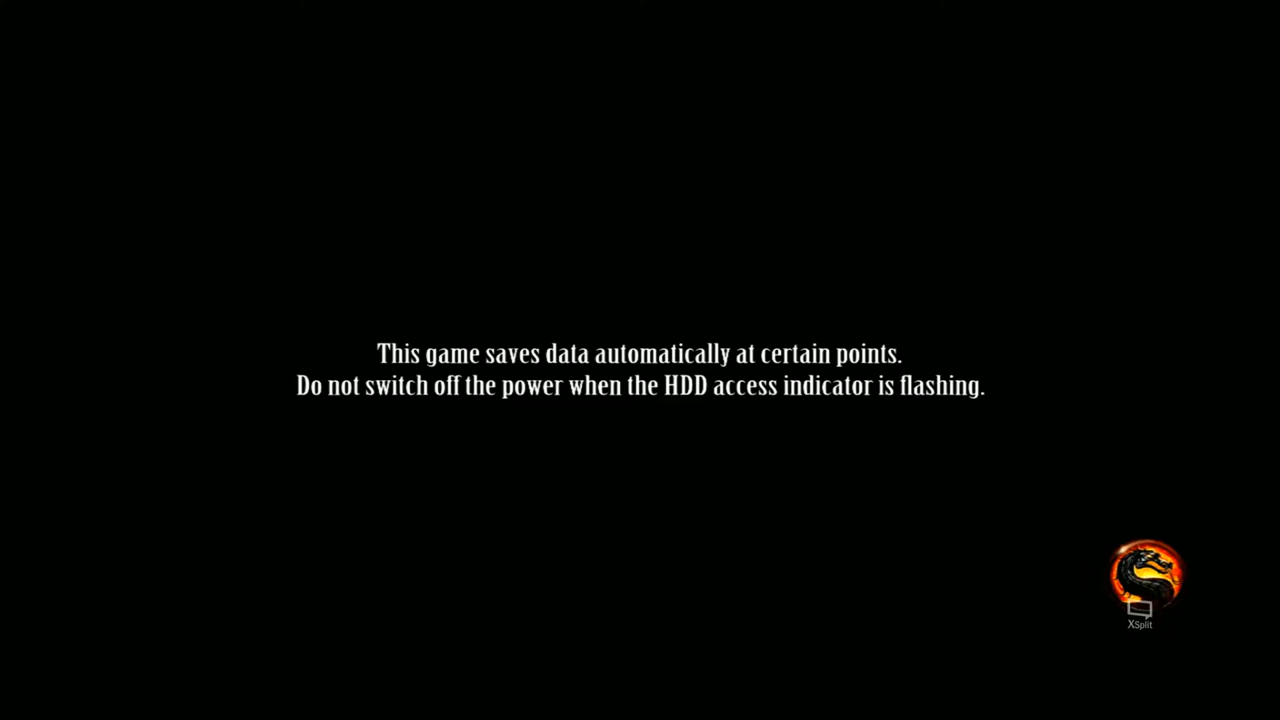 This game saves data automatically at certain points.
Do not switch off the power when the HDD access indicator is flashing.
XSplit